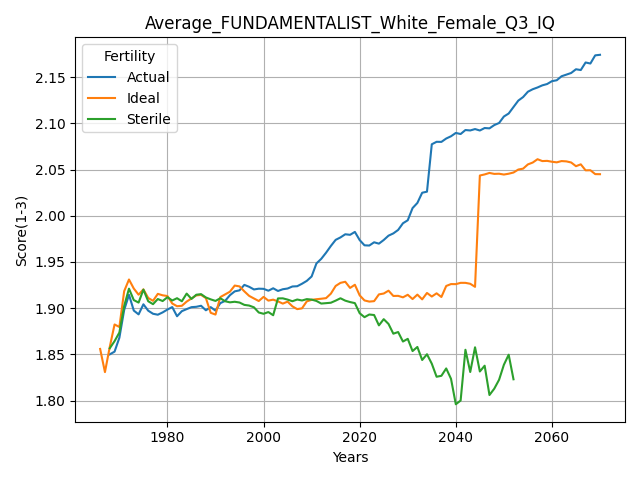 Average_FUNDAMENTALIST_White_Female_Q3_IQ
Fertility
Actual
Ideal
Sterile
Score(1-3)
2.15
2.10
2.05
2.00
1.95
1.90
1.85
1.80
1980
2000
2020
2040
2060
Years